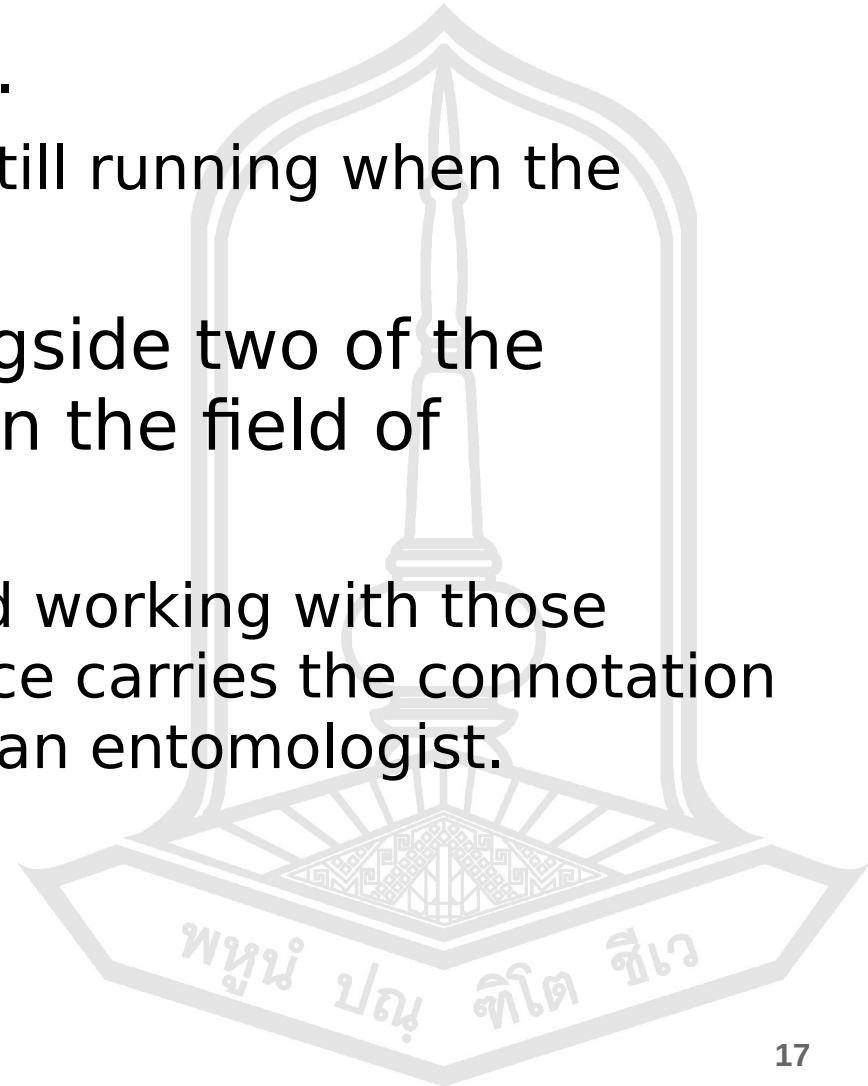 .
till running when the
gside two of the
n the field of
d working with those
ce carries the connotation
an entomologist.
พหูนํ ปณฺฑิโต ชีเว
17